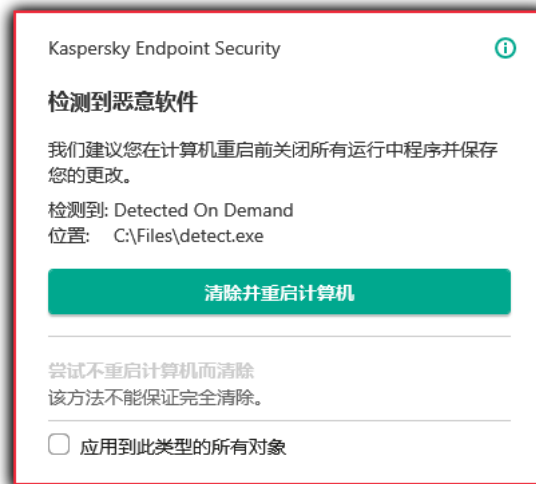 Kaspersky Endpoint Security
检测到恶意软件
我们建议您在计算机重启前关闭所有运行中程序并保存
您的更改。
检测到: Detected On Demand
位置: C:\Files\detect.exe
清除并重启计算机
尝试不重启计算机而清除
该方法不能保证完全清除。
应用到此类型的所有对象